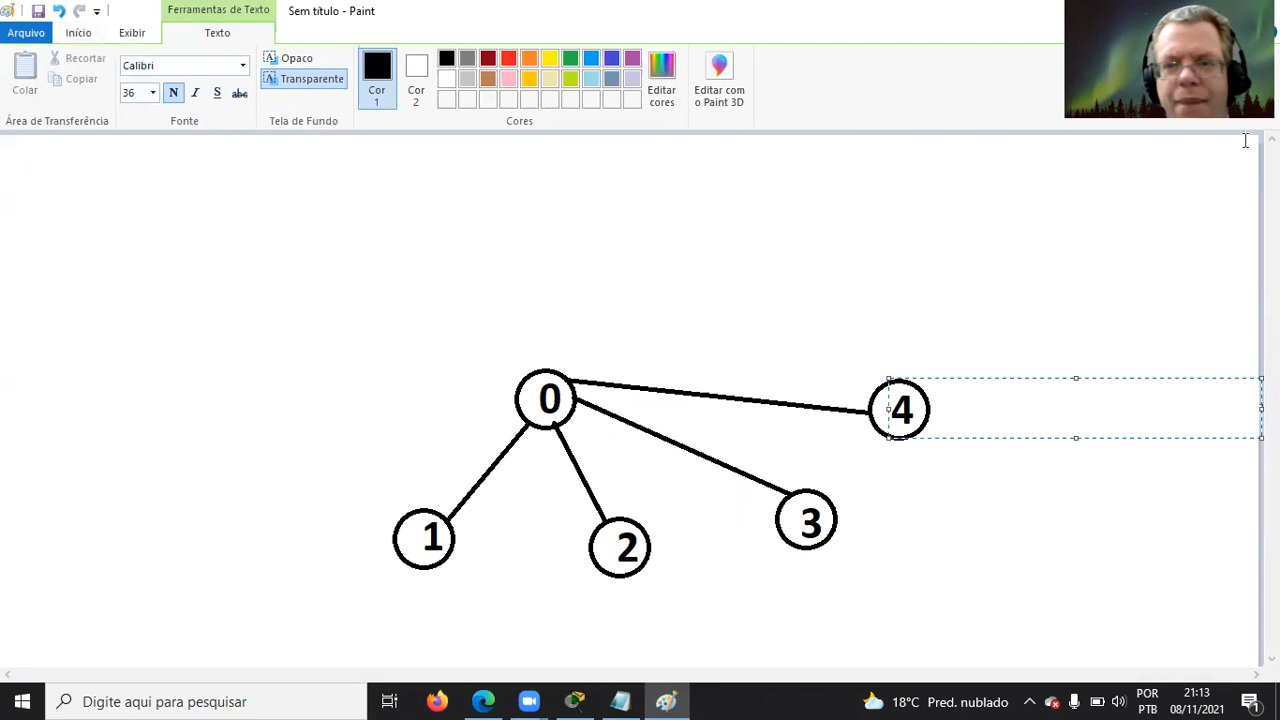 Ferramentas de Texto
Sem título - Paint
Arquivo
Início
Exibir
Texto
Colar
Recortar
Copiar
Área de Transferência
Calibri
36
N
I
S
abc
Fonte
Opaco
Transparente
Tela de Fundo
Cor
1
Cor
2
Editar
cores
Cores
Editar com
o Paint 3D
0
4
1
2
3
Digite aqui para pesquisar
18°C Pred. nublado
POR
PTB
21:13
08/11/2021
1